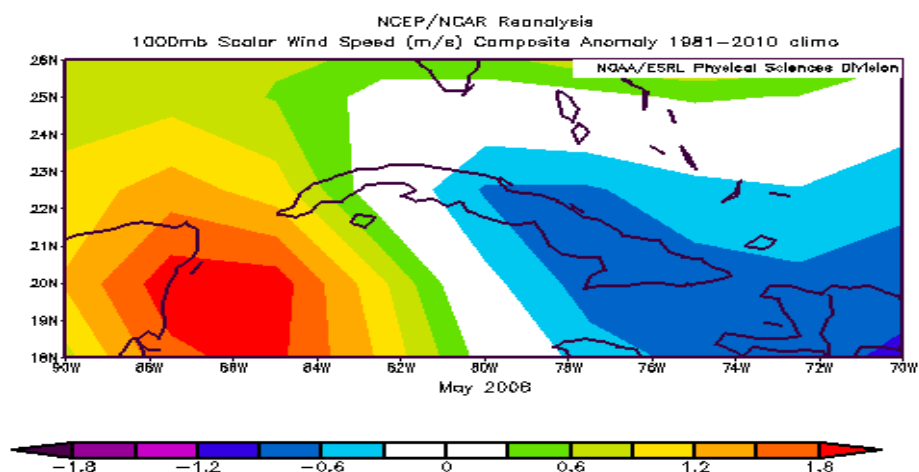 NCEP/NCAR Reanalysis
1000mb Scalar Wind Speed (m/s) Composite Anomaly 1981-2010 climo
NOAA/ESRL Physical Sciences Division
26N
25N
24N
23N
22N
21N
20N
19N
18N
90W 88W 86W 84W 82W 80W 78W 76W 74W 72W 70W
May 2006
-1.8 -1.2 -0.6 0 0.6 1.2 1.8